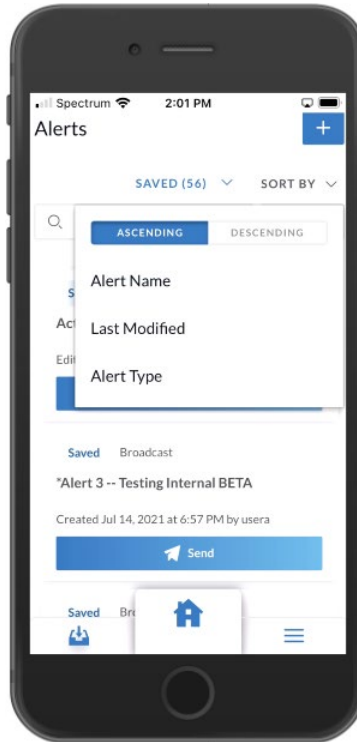 Spectrum 2:01 PM
Alerts
+
SAVED (56) SORT BY
ASCENDING DESCENDING
Alert Name
Last Modified
Alert Type
Saved Broadcast
"Alert 3 -- Testing Internal BETA
Created Jul 14, 2021 at 6:57 PM by usera
Send
Saved